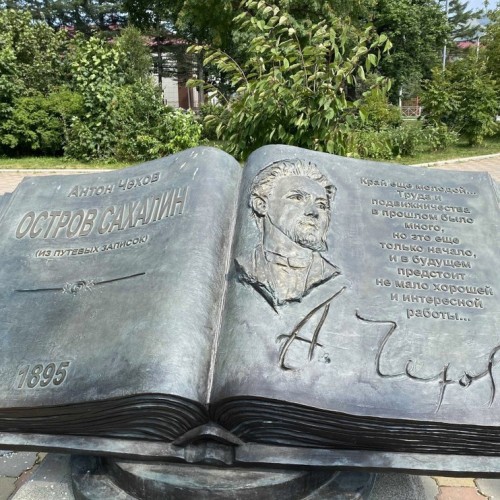 Антон Чехов
ОСТРОВ САХАЛИН
(ИЗ ПУТЕВЫХ ЗАПИСОК)
1895
Край еще молодой...
Труда и
подвижничества
в прошлом было
много,
но это еще
только начало,
и в будущем
предстоит
не мало хорошей
и интересной
работы...
А. Чехов